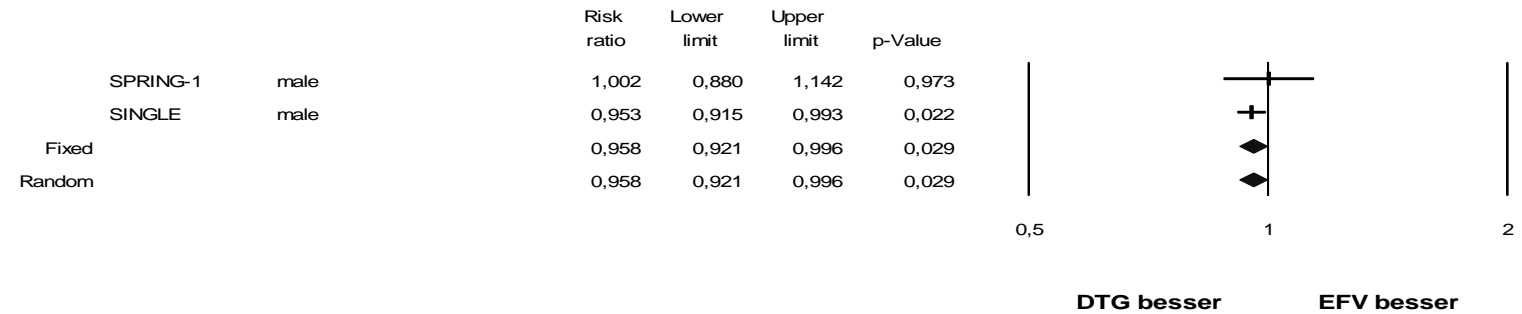 Risk Lower Upper
ratio limit limit p-Value
SPRING-1 male 1,002 0,880 1,142 0,973
SINGLE male 0,953 0,915 0,993 0,022
Fixed 0,958 0,921 0,996 0,029
Random 0,958 0,921 0,996 0,029
0,5 1 2
DTG besser EFV besser